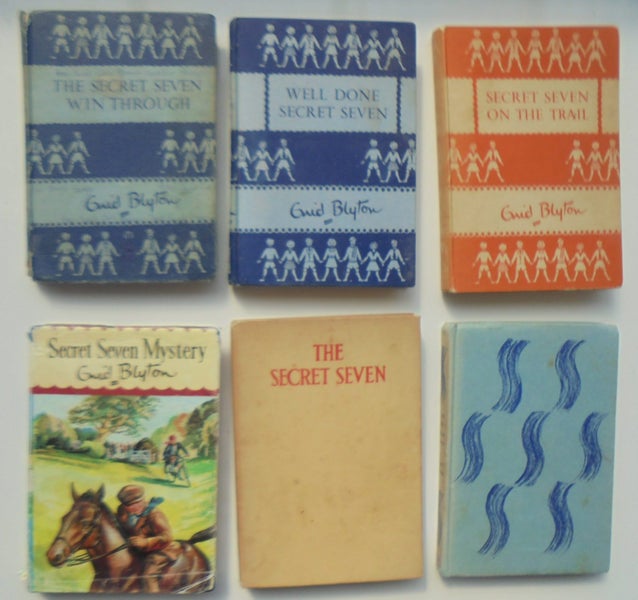 THE SECRET SEVEN
WIN THROUGH
Enid Blyton
WELL DONE
SECRET SEVEN
Enid Blyton
SECRET SEVEN
ON THE TRAIL
Enid Blyton
Secret Seven Mystery
Enid Blyton
THE
SECRET SEVEN